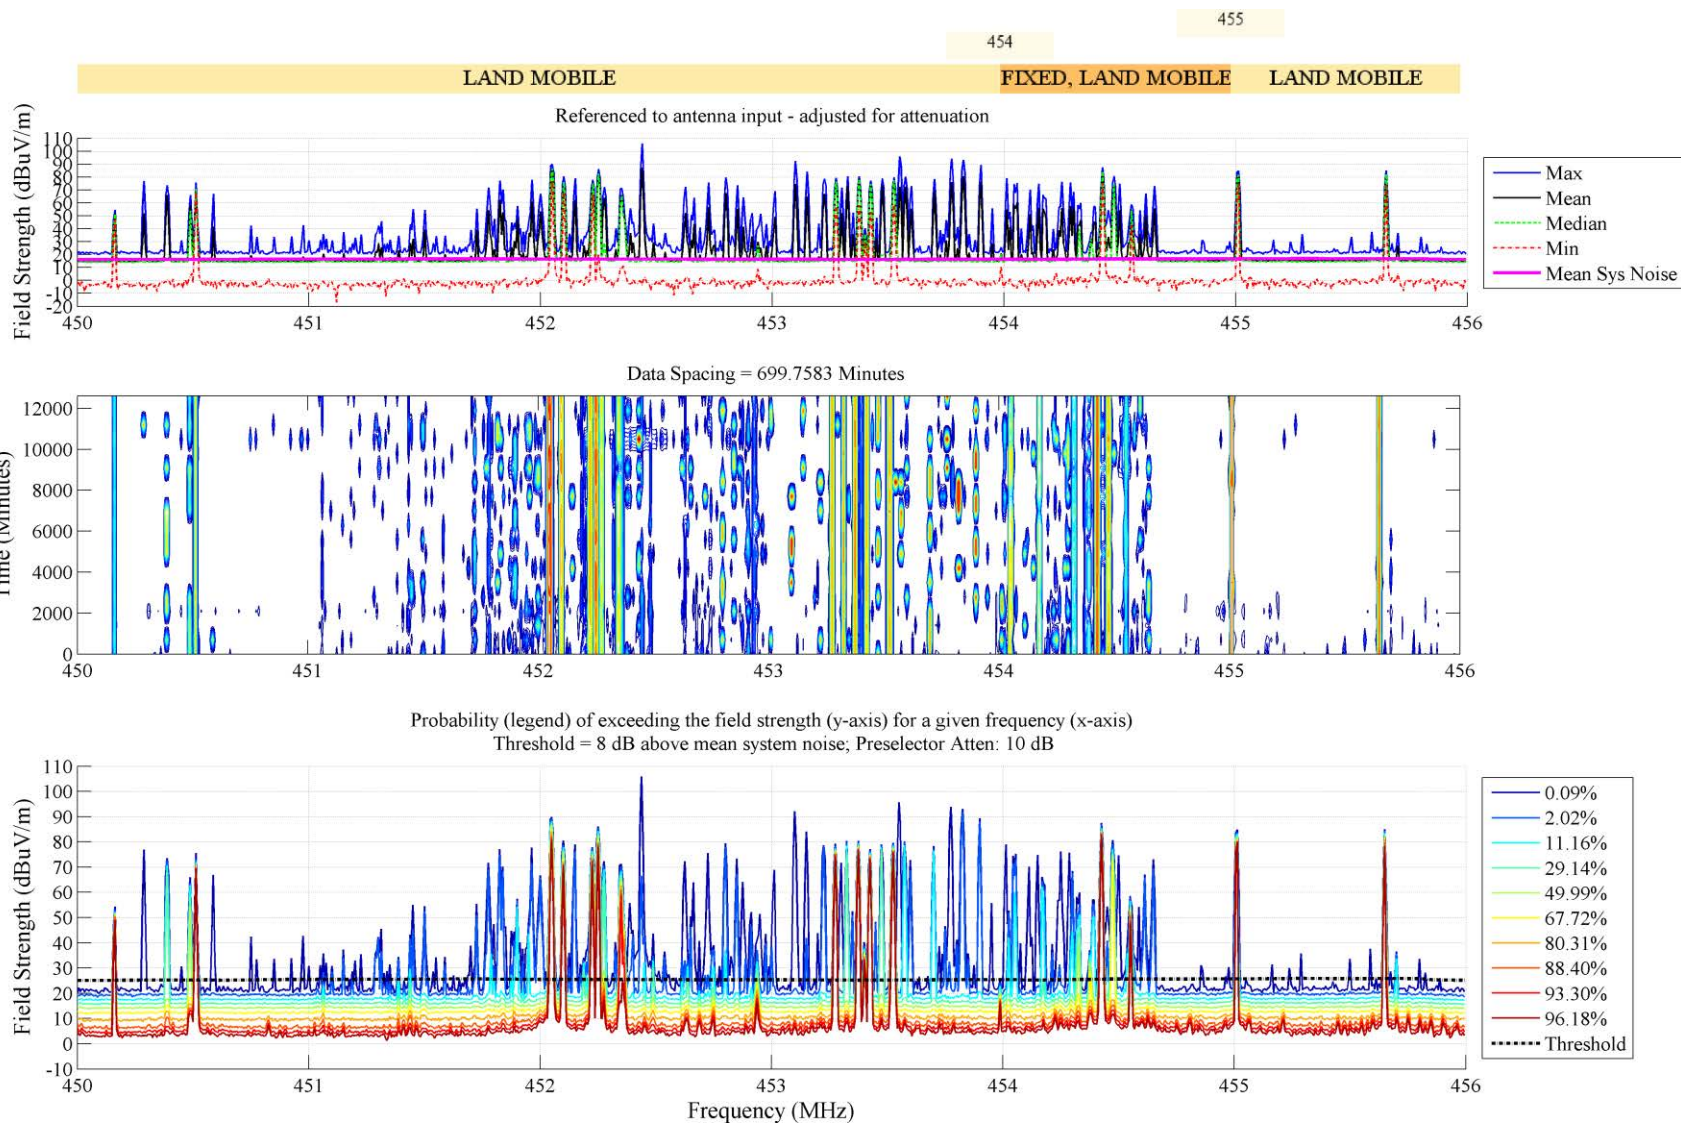 455
454
LAND MOBILE FIXED, LAND MOBILE LAND MOBILE
Referenced to antenna input - adjusted for attenuation
Field Strength (dBuV/m)
110
100
90
80
70
60
50
40
30
20
10
0
-10
-20
450 451 452 453 454 455 456
Max
Mean
Median
Min
Mean Sys Noise
Data Spacing = 699.7583 Minutes
Time (Minutes)
12000
10000
8000
6000
4000
2000
0
450 451 452 453 454 455 456
Probability (legend) of exceeding the field strength (y-axis) for a given frequency (x-axis)
Threshold = 8 dB above mean system noise; Preselector Atten: 10 dB
Field Strength (dBuV/m)
110
100
90
80
70
60
50
40
30
20
10
0
-10
450 451 452 453 454 455 456
Frequency (MHz)
0.09%
2.02%
11.16%
29.14%
49.99%
67.72%
80.31%
88.40%
93.30%
96.18%
Threshold